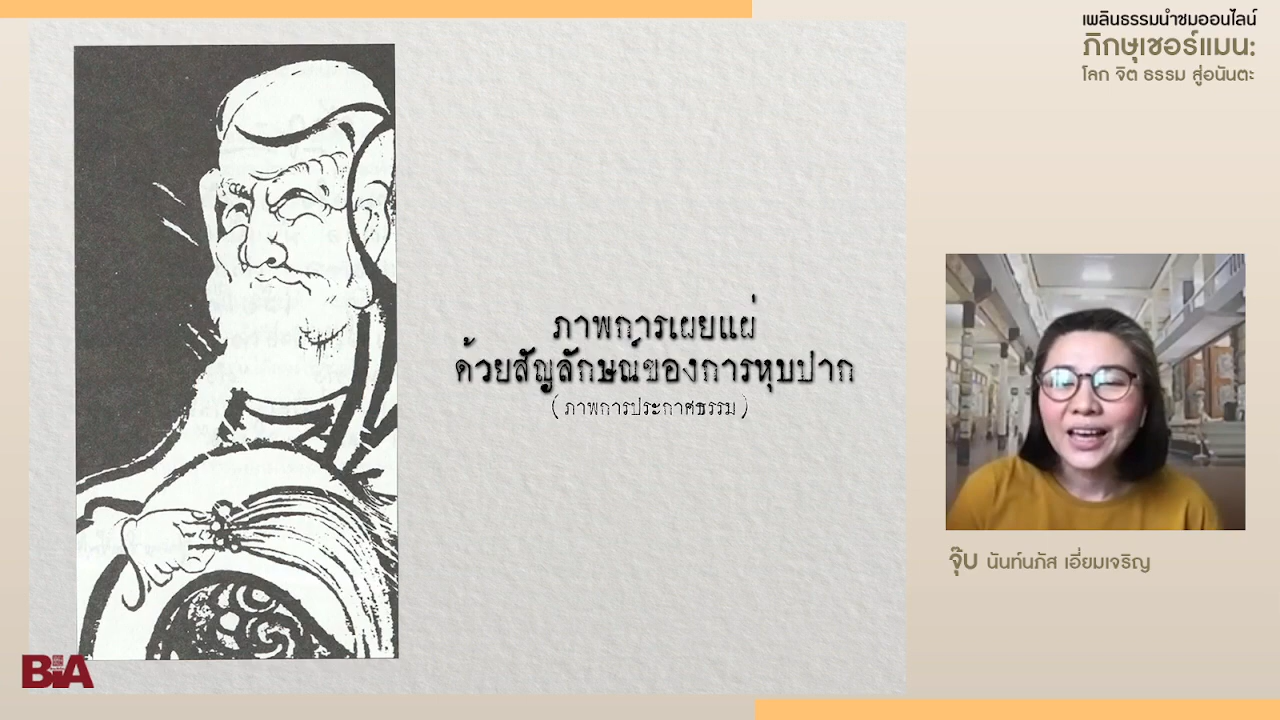 เพลินธรรมนำชมออนไลน์
ภิกษุเซอร์แมน:
โลก จิต ธรรม สู่อนันตะ
ภาพการเผยแผ่
ด้วยสัญลักษณ์ของการหุบปาก
(ภาพการประกาศธรรม)
จุ๊บ นันท์นภัส เอี่ยมเจริญ
BIA